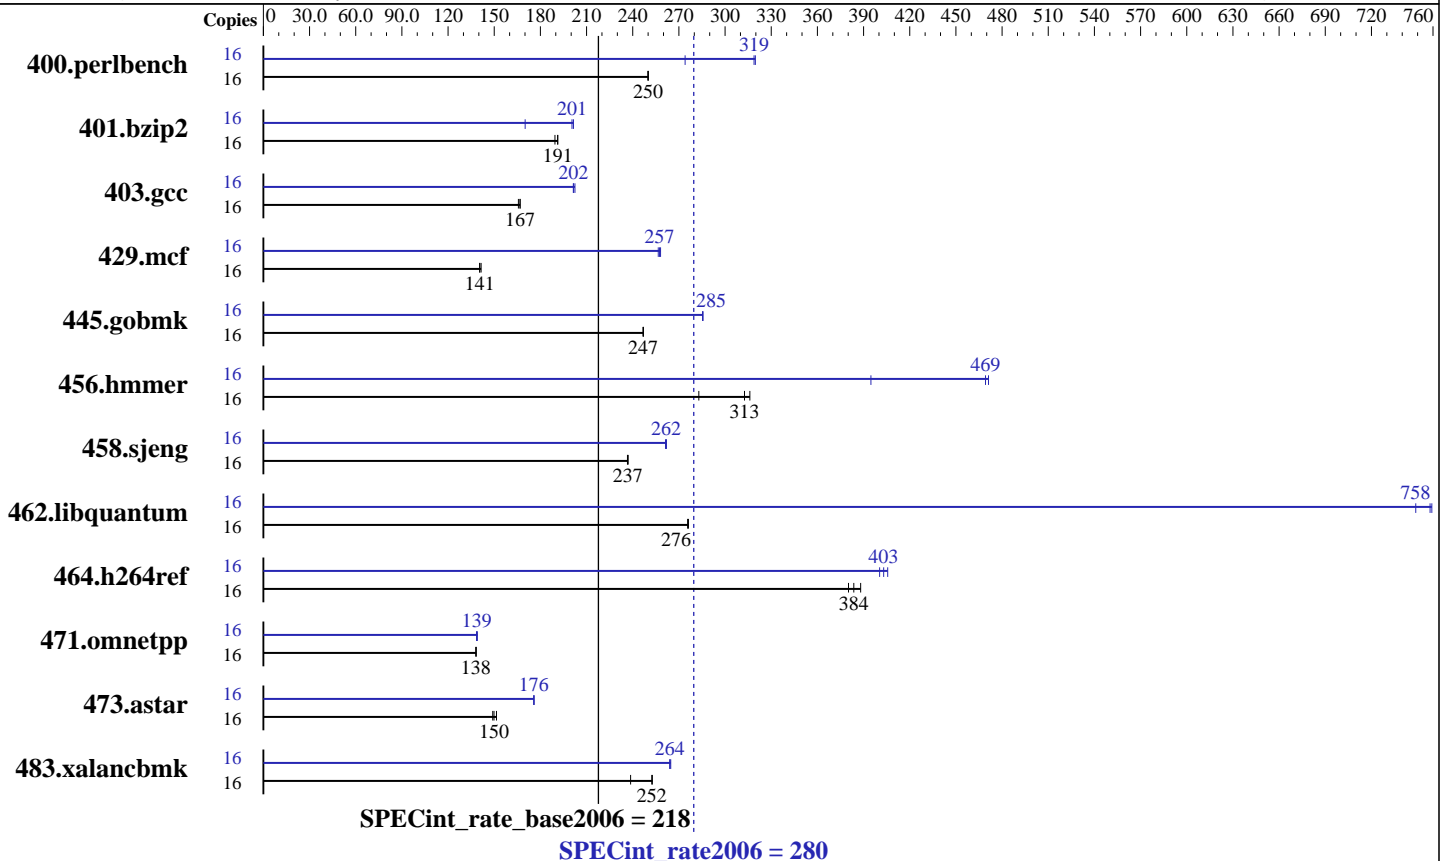 Copies 0 30.0 60.0 90.0 120 150 180 210 240 270 300 330 360 390 420 450 480 510 540 570 600 630 660 690 720 760
400.perlbench 16 319
16 250
401.bzip2 16 201
16 191
403.gcc 16 202
16 167
429.mcf 16 257
16 141
445.gobmk 16 285
16 247
456.hmmer 16 469
16 313
458.sjeng 16 262
16 237
462.libquantum 16 758
16 276
464.h264ref 16 403
16 384
471.omnetpp 16 139
16 138
473.astar 16 176
16 150
483.xalancbmk 16 264
16 252
SPECint_rate_base2006 = 218
SPECint_rate2006 = 280